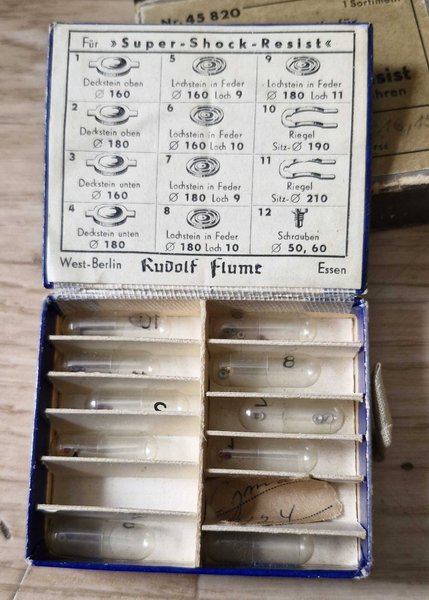 Nr. 45 820
1 Sortiment
für
Für »Super-Shock-Resist«
1
Deckstein oben
Ø 160
5
Lochstein in Feder
Ø 160 Loch 9
9
Lochstein in Feder
Ø 180 Loch 11
2
Deckstein oben
Ø 180
6
Lochstein in Feder
Ø 160 Loch 10
10
Riegel
Sitz-Ø 190
3
Deckstein unten
Ø 160
7
Lochstein in Feder
Ø 180 Loch 9
11
Riegel
Sitz-Ø 210
4
Deckstein unten
Ø 180
8
Lochstein in Feder
Ø 180 Loch 10
12
Schrauben
Ø 50, 60
West-Berlin Rudolf Flume Essen
8